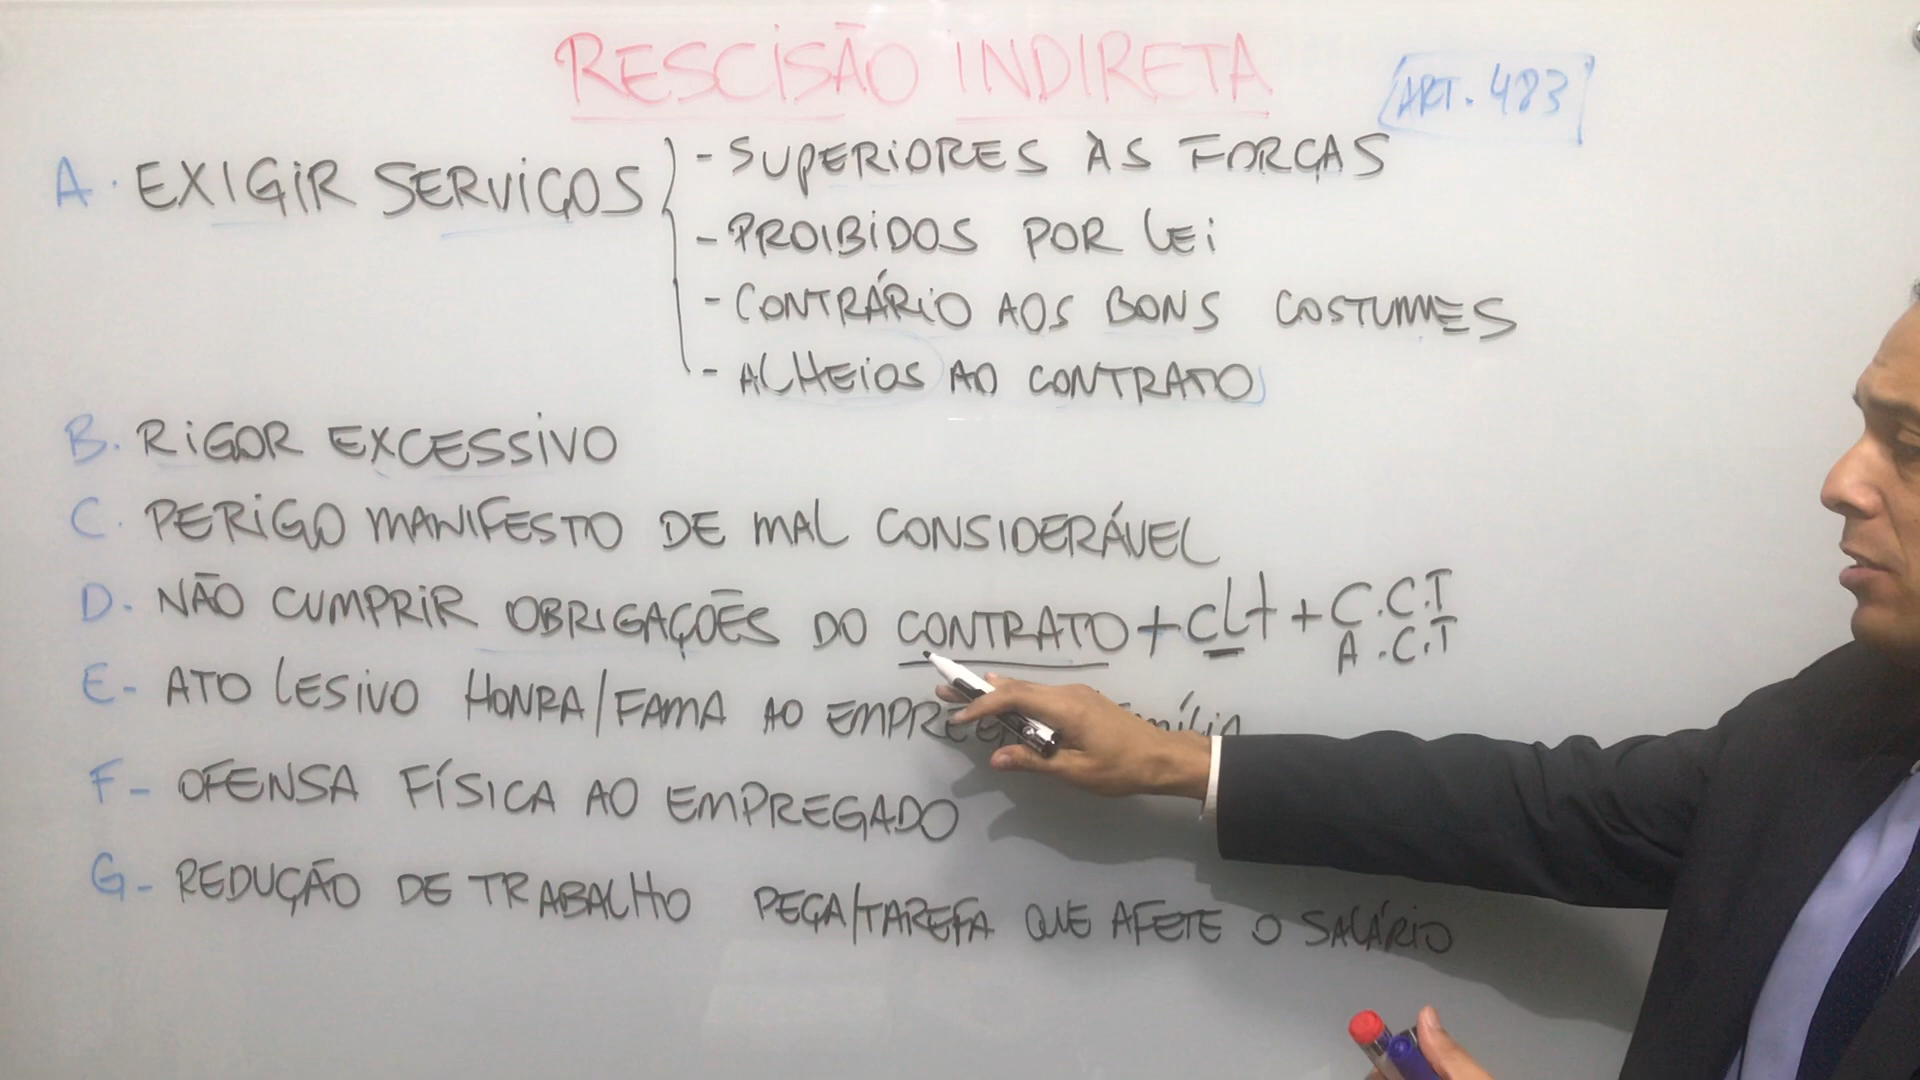 RESCISÃO INDIRETA
ART. 483
A. EXIGIR SERVIÇOS
- SUPERIORES ÀS FORÇAS
- PROIBIDOS POR LEI
- CONTRÁRIO AOS BONS COSTUMES
- ALHEIOS AO CONTRATO
B. RIGOR EXCESSIVO
C. PERIGO MANIFESTO DE MAL CONSIDERÁVEL
D. NÃO CUMPRIR OBRIGAÇÕES DO CONTRATO + CLT + C.C.T
A.C.T
E- ATO LESIVO HONRA/FAMA AO
F- OFENSA FÍSICA AO EMPREGADO
G- REDUÇÃO DE TRABALHO PEÇA/TAREFA QUE AFETE O SALÁRIO